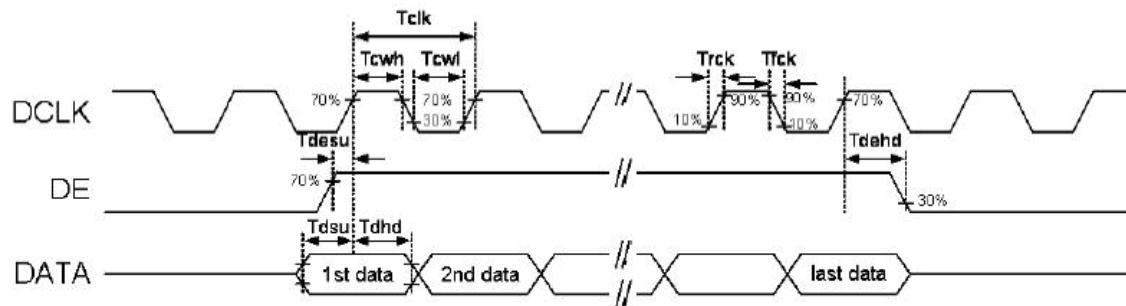 Tclk
Tcwh Tcwl Trck Tfck
DCLK 70% 70% 30% 10% 90% 90% 10% 70%
Tdesu Tdehd
DE 70% 30%
Tdsu Tdhd
DATA 1st data 2nd data last data